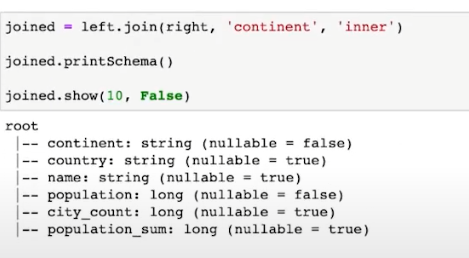 joined = left.join(right, 'continent', 'inner')
joined.printSchema()
joined.show(10, False)
root
|-- continent: string (nullable = false)
|-- country: string (nullable = true)
|-- name: string (nullable = true)
|-- population: long (nullable = false)
|-- city_count: long (nullable = true)
|-- population_sum: long (nullable = true)